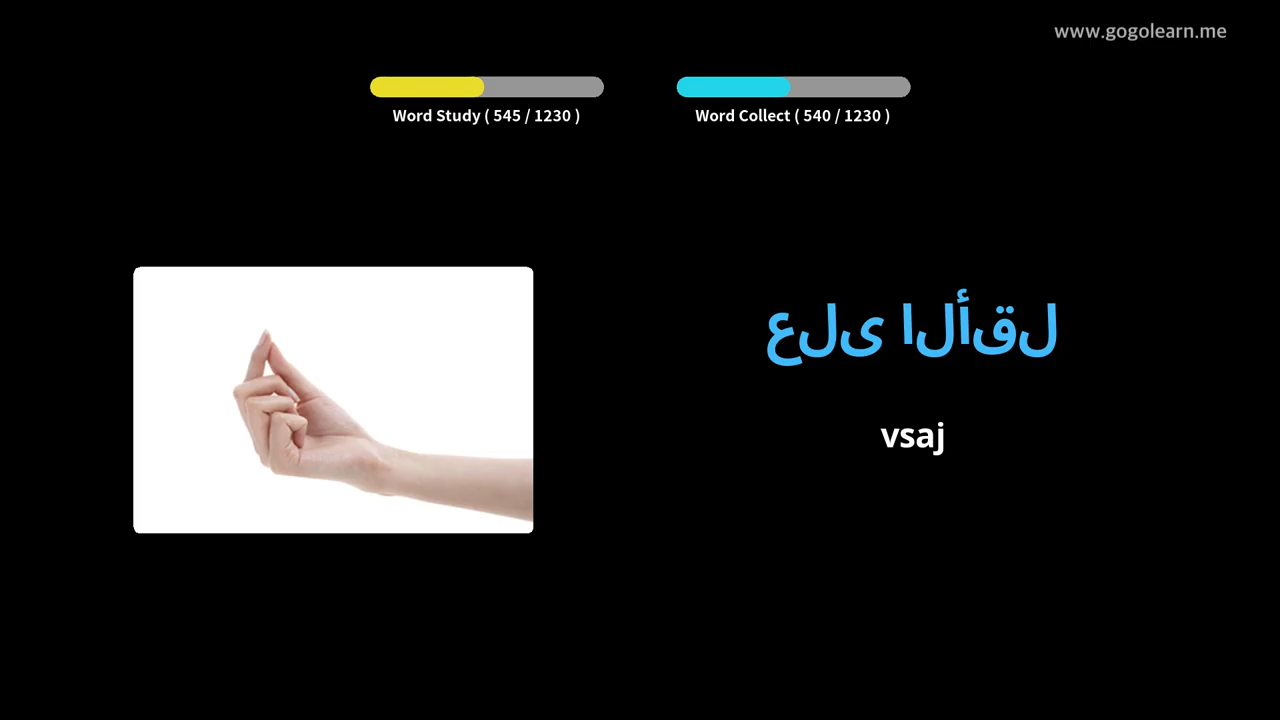 www.gogolearn.me
Word Study ( 545 / 1230 )
Word Collect ( 540 / 1230 )
على الأقل
vsaj